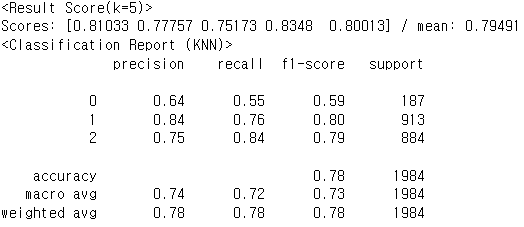 <Result Score(k=5)>
Scores: [0.81033 0.77757 0.75173 0.8348  0.80013] / mean: 0.79491
<Classification Report (KNN)>
precision recall f1-score support
0 0.64 0.55 0.59 187
1 0.84 0.76 0.80 913
2 0.75 0.84 0.79 884
accuracy 0.78 1984
macro avg 0.74 0.72 0.73 1984
weighted avg 0.78 0.78 0.78 1984